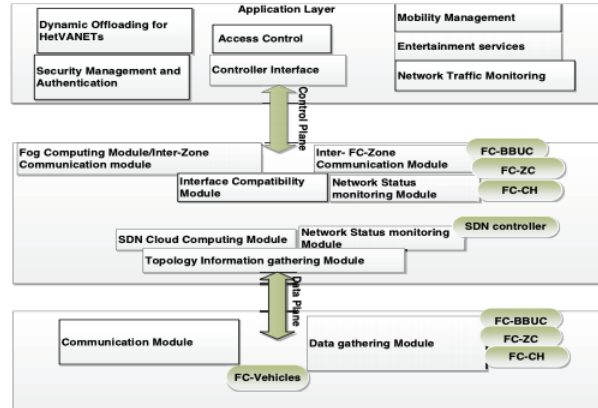 Application Layer
Dynamic Offloading for
HetVANETs
Access Control
Mobility Management
Entertainment services
Security Management and
Authentication
Controller Interface
Network Traffic Monitoring
Control Plane
Fog Computing Module/Inter-Zone
Communication module
Inter- FC-Zone
Communication Module
FC-BBUC
FC-ZC
FC-CH
Interface Compatibility
Module
Network Status
monitoring Module
SDN controller
SDN Cloud Computing Module
Network Status monitoring
Module
Topology Information gathering Module
Data Plane
Communication Module
Data gathering Module
FC-BBUC
FC-ZC
FC-CH
FC-Vehicles